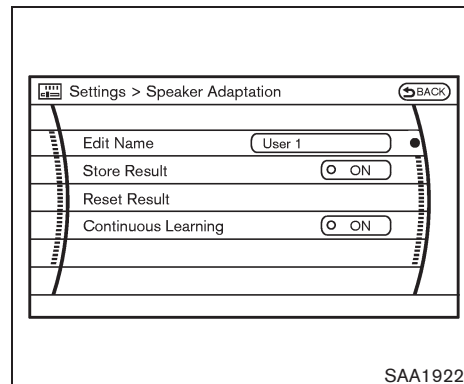 Settings > Speaker Adaptation
BACK
Edit Name User 1
Store Result ON
Reset Result
Continuous Learning ON
SAA1922